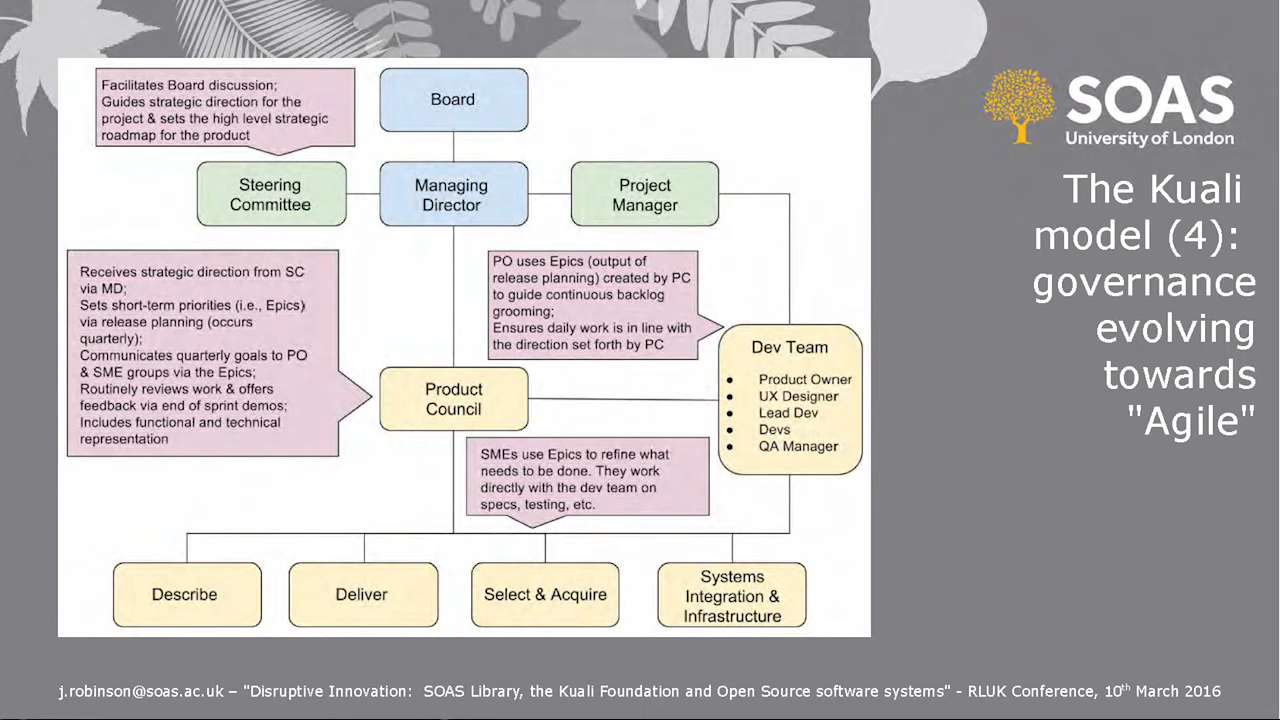 Facilitates Board discussion;
Guides strategic direction for the
project & sets the high level strategic
roadmap for the product
Board
Steering
Committee
Managing
Director
Project
Manager
Receives strategic direction from SC
via MD;
Sets short-term priorities (i.e., Epics)
via release planning (occurs
quarterly);
Communicates quarterly goals to PO
& SME groups via the Epics;
Routinely reviews work & offers
feedback via end of sprint demos;
Includes functional and technical
representation
PO uses Epics (output of
release planning) created by PC
to guide continuous backlog
grooming;
Ensures daily work is in line with
the direction set forth by PC
Product
Council
Dev Team
● Product Owner
● UX Designer
● Lead Dev
● Devs
● QA Manager
SMEs use Epics to refine what
needs to be done. They work
directly with the dev team on
specs, testing, etc.
Describe
Deliver
Select & Acquire
Systems
Integration &
Infrastructure
SOAS
University of London
The Kuali
model (4):
governance
evolving
towards
"Agile"
j.robinson@soas.ac.uk – "Disruptive Innovation: SOAS Library, the Kuali Foundation and Open Source software systems" - RLUK Conference, 10th March 2016